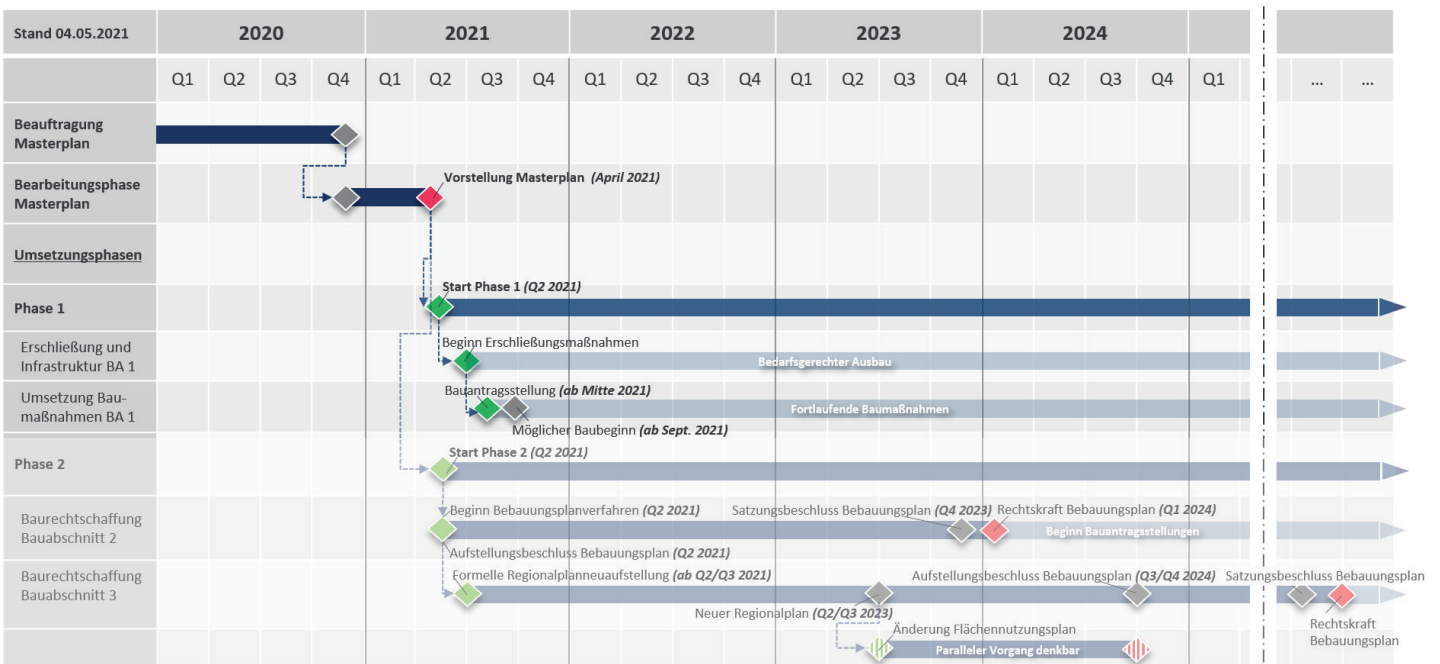 Stand 04.05.2021
2020
2021
2022
2023
2024
Q1 Q2 Q3 Q4 Q1 Q2 Q3 Q4 Q1 Q2 Q3 Q4 Q1 Q2 Q3 Q4 Q1 Q2 Q3 Q4 Q1 ... ...
Beauftragung
Masterplan
Bearbeitungsphase
Masterplan
Vorstellung Masterplan (April 2021)
Umsetzungsphasen
Phase 1
Start Phase 1 (Q2 2021)
Erschließung und
Infrastruktur BA 1
Beginn Erschließungsmaßnahmen
Bedarfsgerechter Ausbau
Umsetzung Bau-
maßnahmen BA 1
Bauantragsstellung (ab Mitte 2021)
Fortlaufende Baumaßnahmen
Möglicher Baubeginn (ab Sept. 2021)
Phase 2
Start Phase 2 (Q2 2021)
Baurechtschaffung
Bauabschnitt 2
Beginn Bebauungsplanverfahren (Q2 2021)
Satzungsbeschluss Bebauungsplan (Q4 2023)
Rechtskraft Bebauungsplan (Q1 2024)
Beginn Bauantragsstellungen
Aufstellungsbeschluss Bebauungsplan (Q2 2021)
Baurechtschaffung
Bauabschnitt 3
Formelle Regionalplanneuaufstellung (ab Q2/Q3 2021)
Aufstellungsbeschluss Bebauungsplan (Q3/Q4 2024)
Satzungsbeschluss Bebauungsplan
Neuer Regionalplan (Q2/Q3 2023)
Rechtskraft
Bebauungsplan
Änderung Flächennutzungsplan
Paralleler Vorgang denkbar